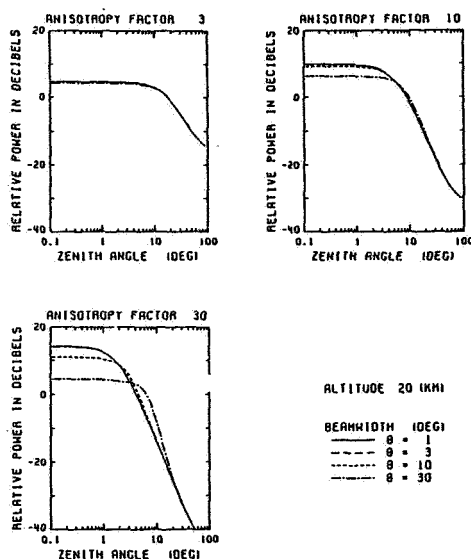 ANISOTROPY FACTOR 3
RELATIVE POWER IN DECIBELS
20
0
-20
-40
0.1 1 10 100
ZENITH ANGLE (DEG)
ANISOTROPY FACTOR 10
RELATIVE POWER IN DECIBELS
20
0
-20
-40
0.1 1 10 100
ZENITH ANGLE (DEG)
ANISOTROPY FACTOR 30
RELATIVE POWER IN DECIBELS
20
0
-20
-40
0.1 1 10 100
ZENITH ANGLE (DEG)
ALTITUDE 20 (KM)
BEAMWIDTH (DEG)
θ = 1
θ = 3
θ = 10
θ = 30